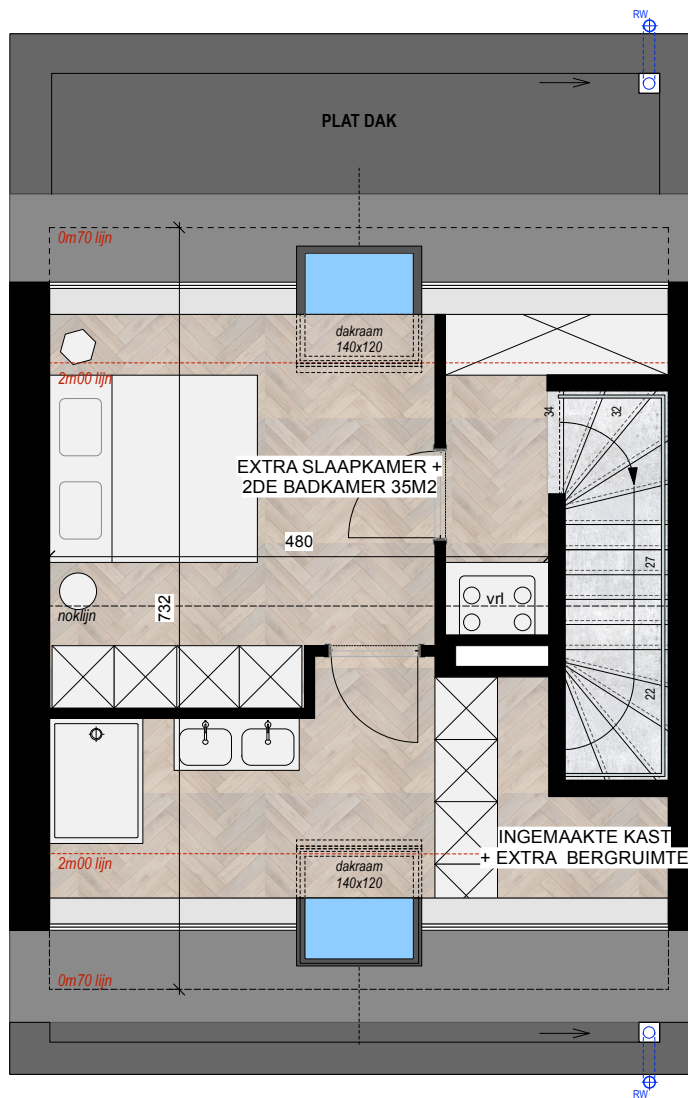 RW
PLAT DAK
0m70 lijn
dakraam
140x120
2m00 lijn
34
32
EXTRA SLAAPKAMER +
2DE BADKAMER 35M2
480
27
vrl
noklijn
732
22
INGEMAAKTE KAST
+ EXTRA BERGRUIMTE
2m00 lijn
dakraam
140x120
0m70 lijn
RW